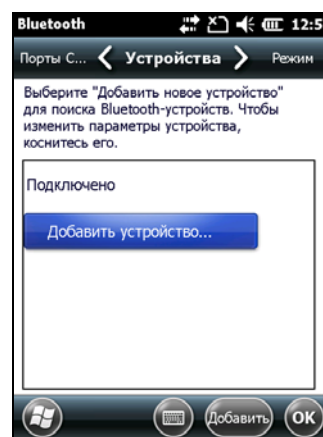 Bluetooth 12:5
Порты С... Устройства Режим
Выберите "Добавить новое устройство"
для поиска Bluetooth-устройств. Чтобы
изменить параметры устройства,
коснитесь его.
Подключено
Добавить устройство...
Добавить OK